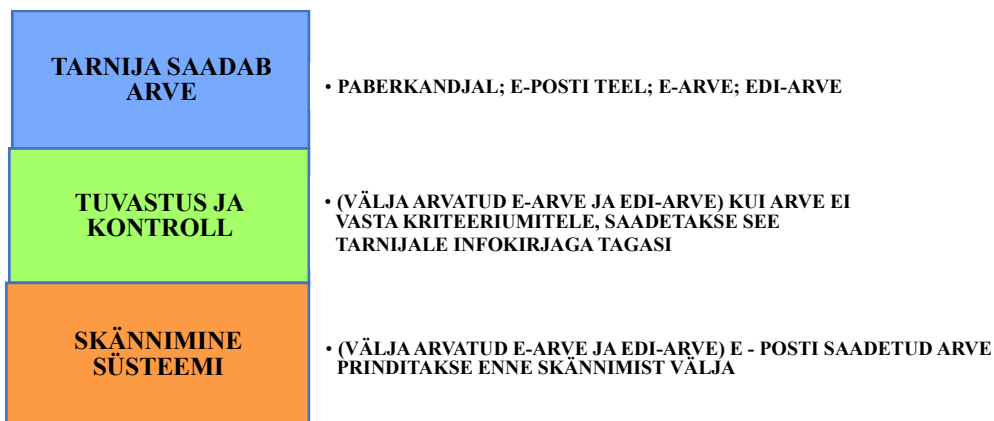 TARNIJA SAADAB
ARVE
• PABERKANDJAL; E-POSTI TEEL; E-ARVE; EDI-ARVE
TUVASTUS JA
KONTROLL
• (VÄLJA ARVATUD E-ARVE JA EDI-ARVE) KUI ARVE EI
VASTA KRITEERIUMITELE, SAADETAKSE SEE
TARNIJALE INFOKIRJAGA TAGASI
SKÄNNIMINE
SÜSTEEMI
• (VÄLJA ARVATUD E-ARVE JA EDI-ARVE) E - POSTI SAADETUD ARVE
PRINDITAKSE ENNE SKÄNNIMIST VÄLJA